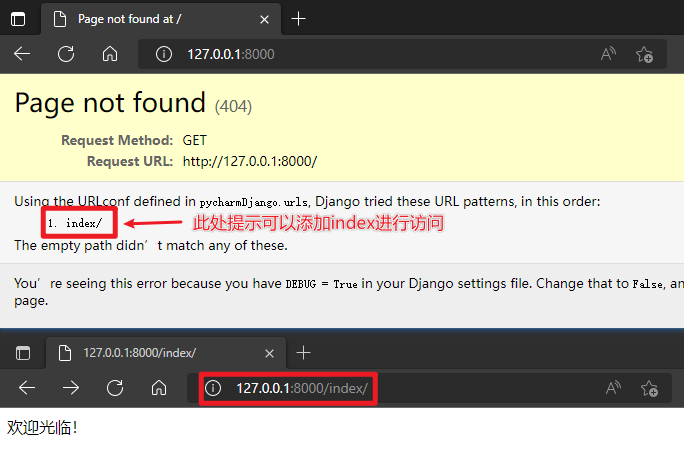 Page not found at /
127.0.0.1:8000
Page not found (404)
Request Method: GET
Request URL: http://127.0.0.1:8000/
Using the URLconf defined in pycharmDjango.urls, Django tried these URL patterns, in this order:
1. index/
此处提示可以添加index进行访问
The empty path didn’t match any of these.
You’re seeing this error because you have DEBUG = True in your Django settings file. Change that to False, an
page.
127.0.0.1:8000/index/
127.0.0.1:8000/index/
欢迎光临!